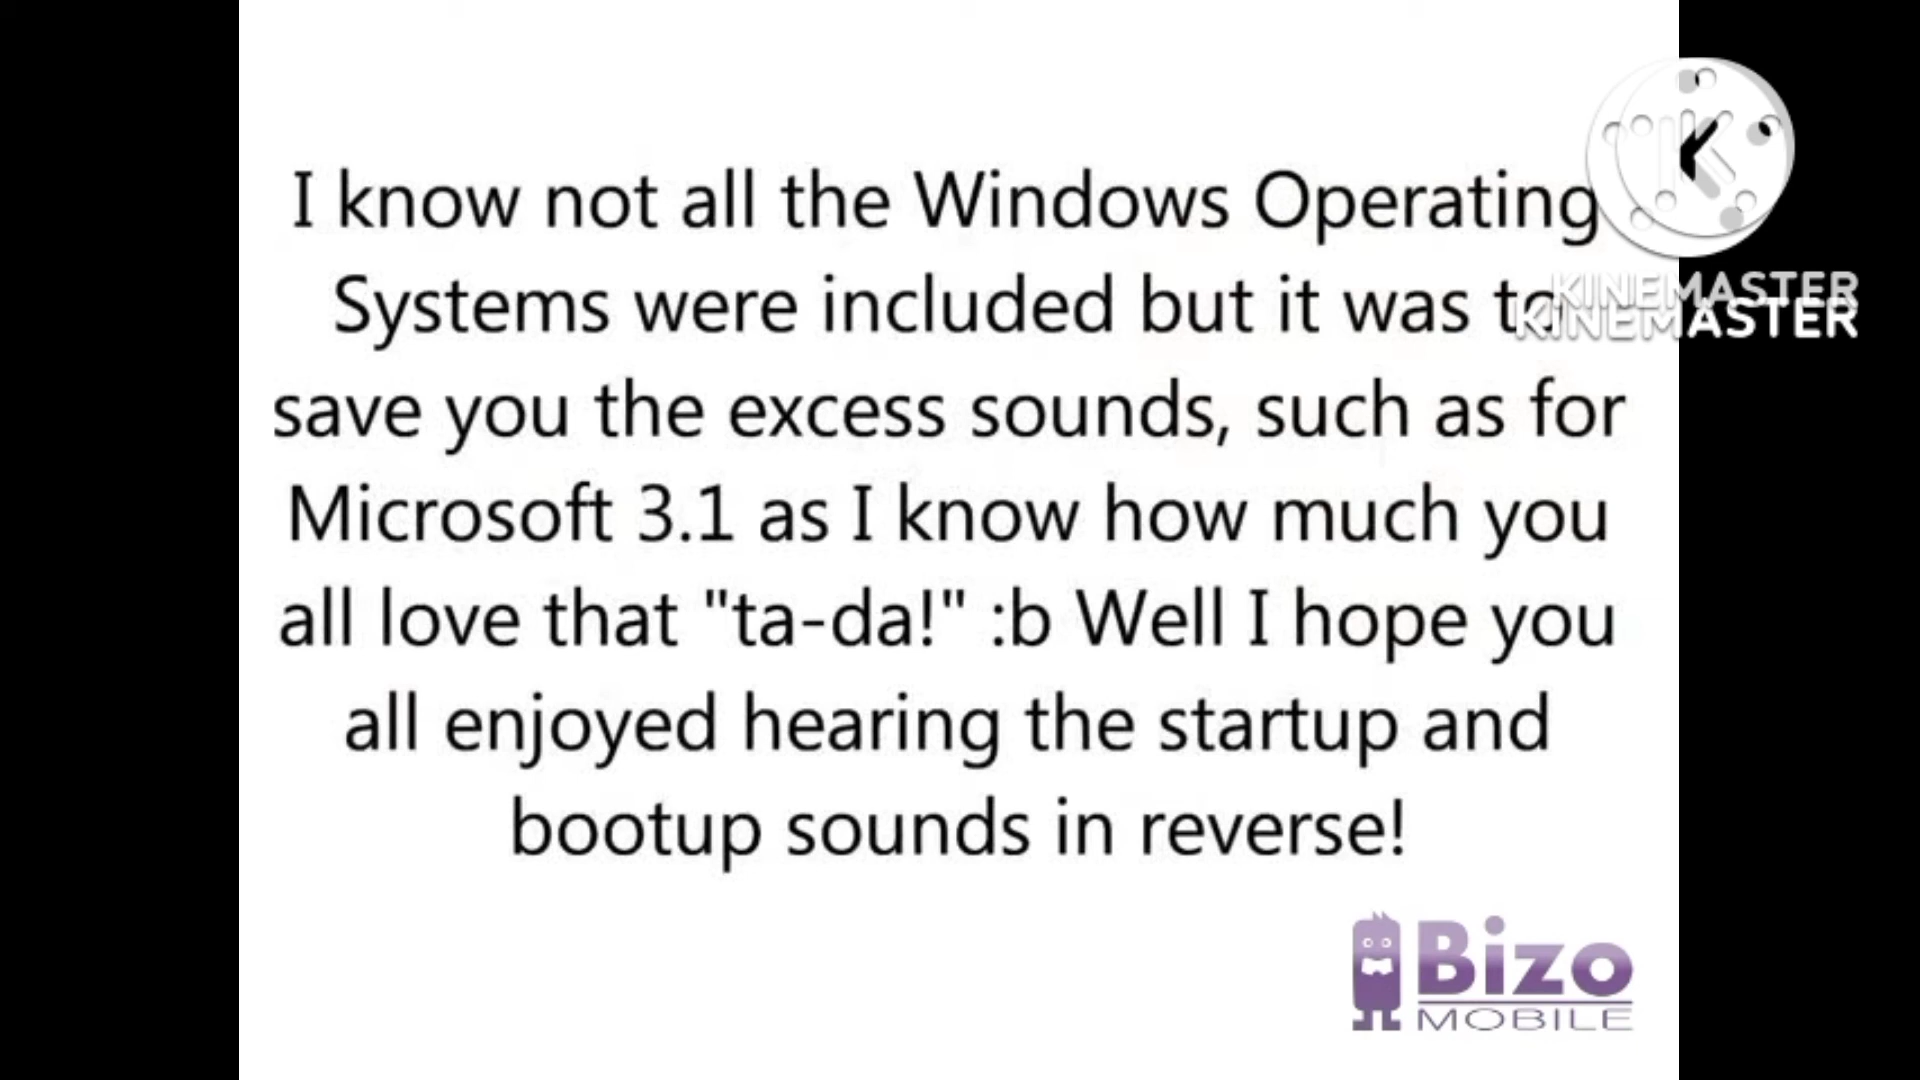 I know not all the Windows Operating
Systems were included but it was to
save you the excess sounds, such as for
Microsoft 3.1 as I know how much you
all love that "ta-da!" :b Well I hope you
all enjoyed hearing the startup and
bootup sounds in reverse!
KINEMASTER
KINEMASTER
Bizo
MOBILE